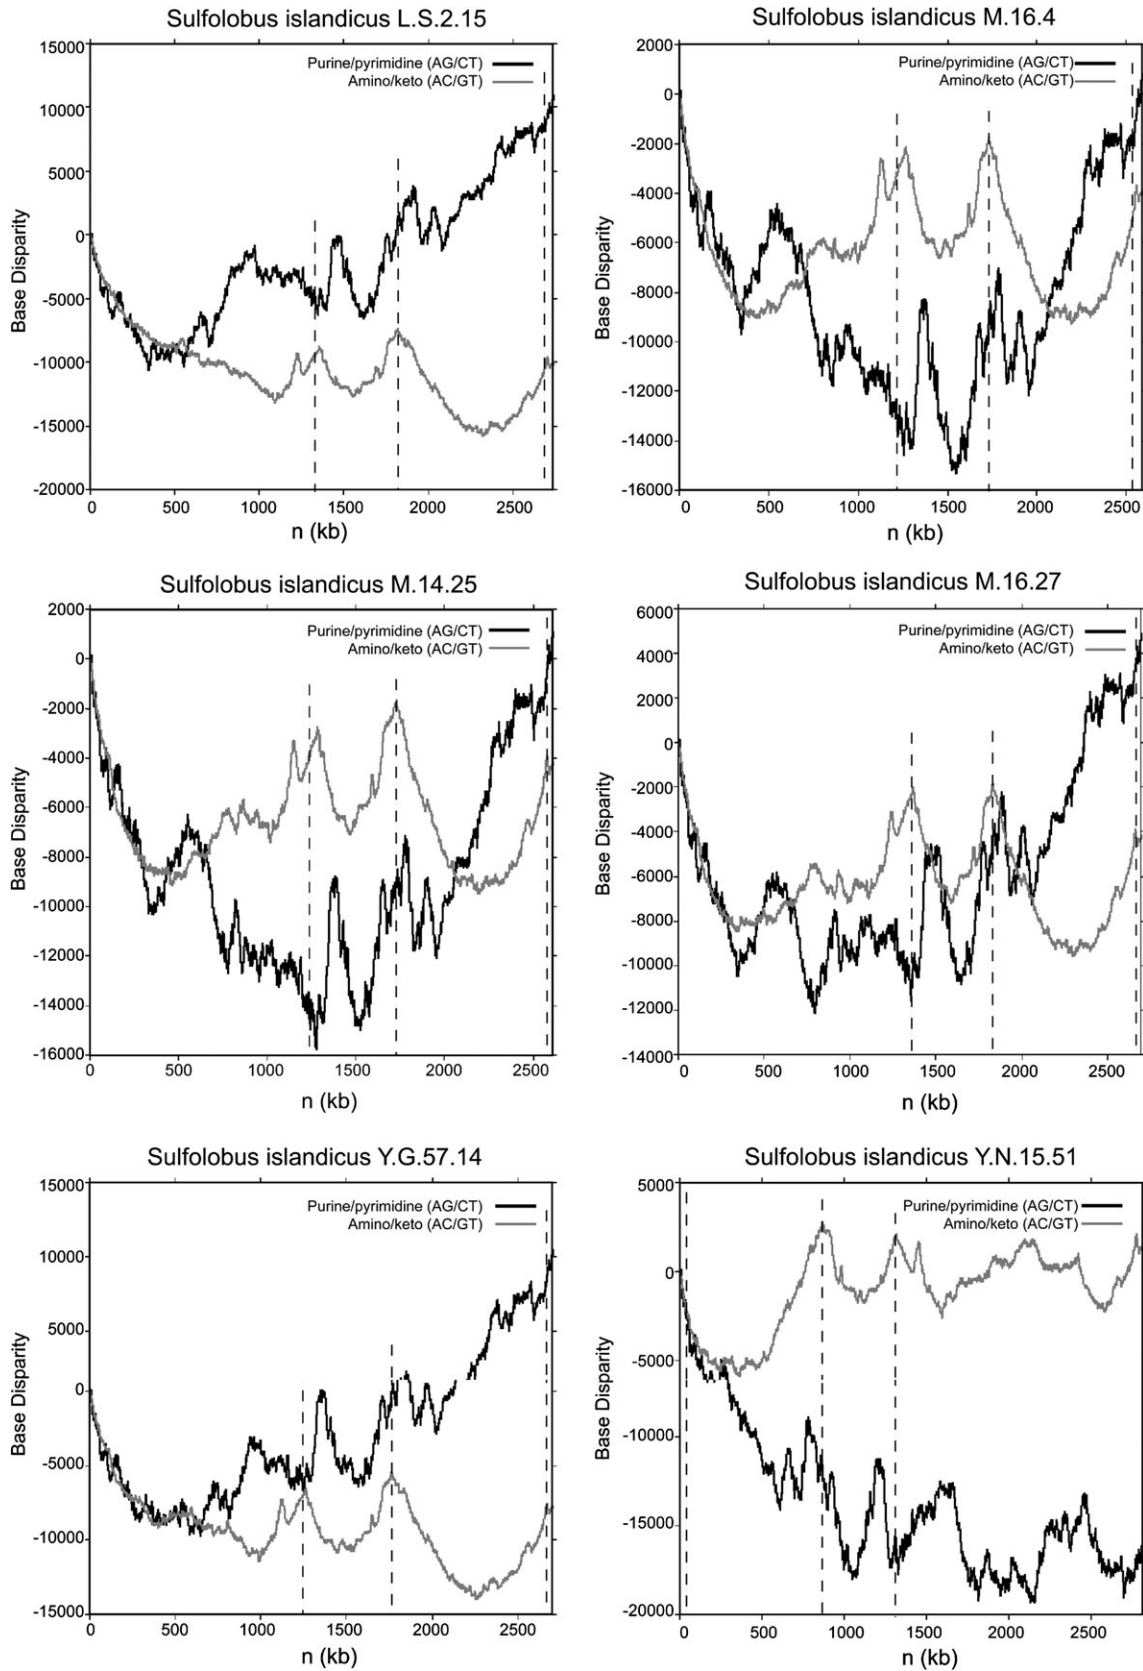 Sulfolobus islandicus L.S.2.15
15000
10000
5000
0
-5000
-10000
-15000
-20000
Base Disparity
Purine/pyrimidine (AG/CT)
Amino/keto (AC/GT)
0 500 1000 1500 2000 2500
n (kb)
Sulfolobus islandicus M.16.4
2000
0
-2000
-4000
-6000
-8000
-10000
-12000
-14000
-16000
Base Disparity
Purine/pyrimidine (AG/CT)
Amino/keto (AC/GT)
0 500 1000 1500 2000 2500
n (kb)
Sulfolobus islandicus M.14.25
2000
0
-2000
-4000
-6000
-8000
-10000
-12000
-14000
-16000
Base Disparity
Purine/pyrimidine (AG/CT)
Amino/keto (AC/GT)
0 500 1000 1500 2000 2500
n (kb)
Sulfolobus islandicus M.16.27
6000
4000
2000
0
-2000
-4000
-6000
-8000
-10000
-12000
-14000
Base Disparity
Purine/pyrimidine (AG/CT)
Amino/keto (AC/GT)
0 500 1000 1500 2000 2500
n (kb)
Sulfolobus islandicus Y.G.57.14
15000
10000
5000
0
-5000
-10000
-15000
Base Disparity
Purine/pyrimidine (AG/CT)
Amino/keto (AC/GT)
0 500 1000 1500 2000 2500
n (kb)
Sulfolobus islandicus Y.N.15.51
5000
0
-5000
-10000
-15000
-20000
Base Disparity
Purine/pyrimidine (AG/CT)
Amino/keto (AC/GT)
0 500 1000 1500 2000 2500
n (kb)